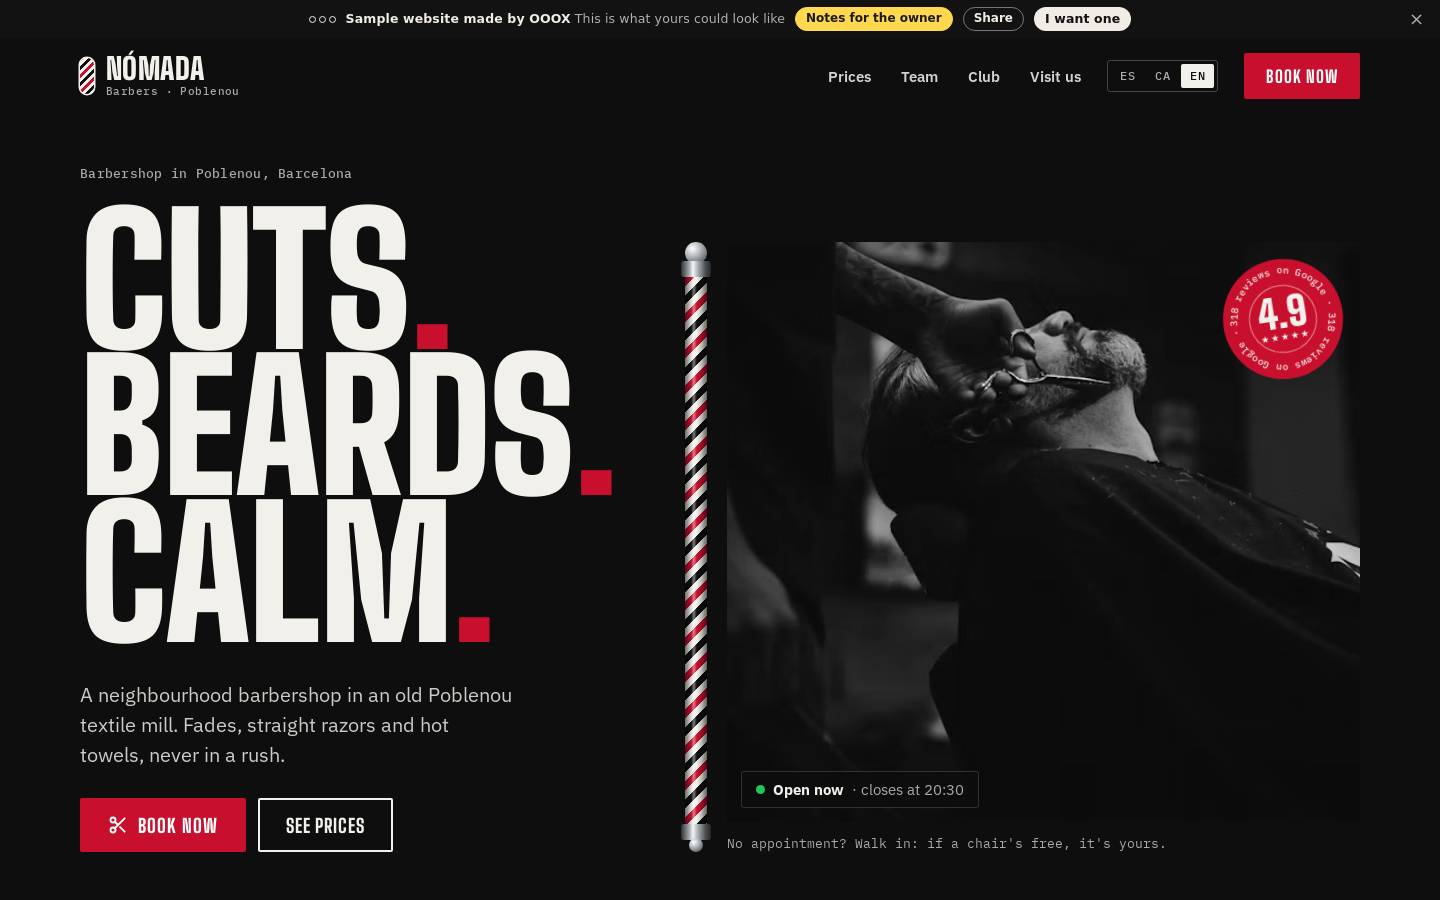 Sample website made by OOOX This is what yours could look like Notes for the owner Share I want one ×
NÓMADA
Barbers · Poblenou
Prices Team Club Visit us ES CA EN BOOK NOW
Barbershop in Poblenou, Barcelona
CUTS.
BEARDS.
CALM.
318 reviews on Google · 318 reviews on Google ·
4.9
★★★★★
A neighbourhood barbershop in an old Poblenou
textile mill. Fades, straight razors and hot
towels, never in a rush.
BOOK NOW SEE PRICES
Open now · closes at 20:30
No appointment? Walk in: if a chair's free, it's yours.